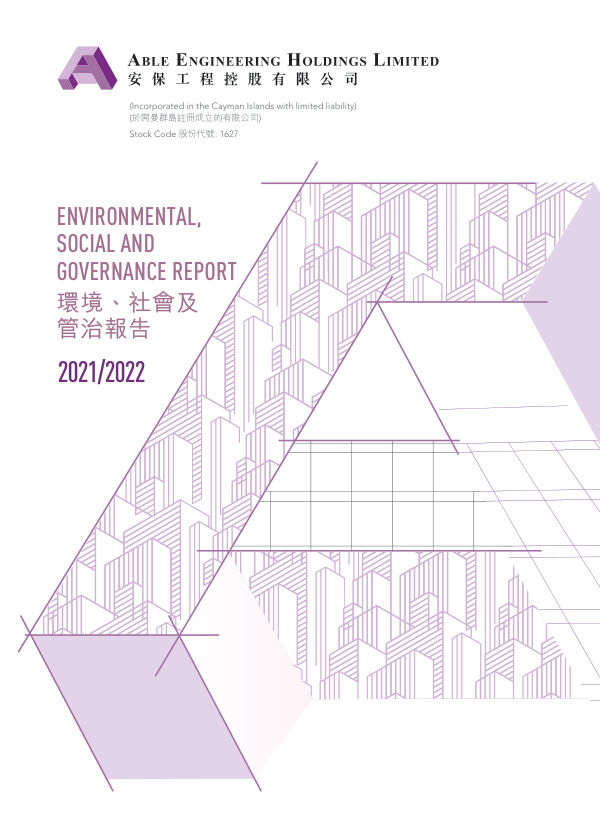 ABLE ENGINEERING HOLDINGS LIMITED
安保工程控股有限公司
(Incorporated in the Cayman Islands with limited liability)
(於開曼群島註冊成立的有限公司)
Stock Code 股份代號: 1627
ENVIRONMENTAL,
SOCIAL AND
GOVERNANCE REPORT
環境、社會及
管治報告
2021/2022